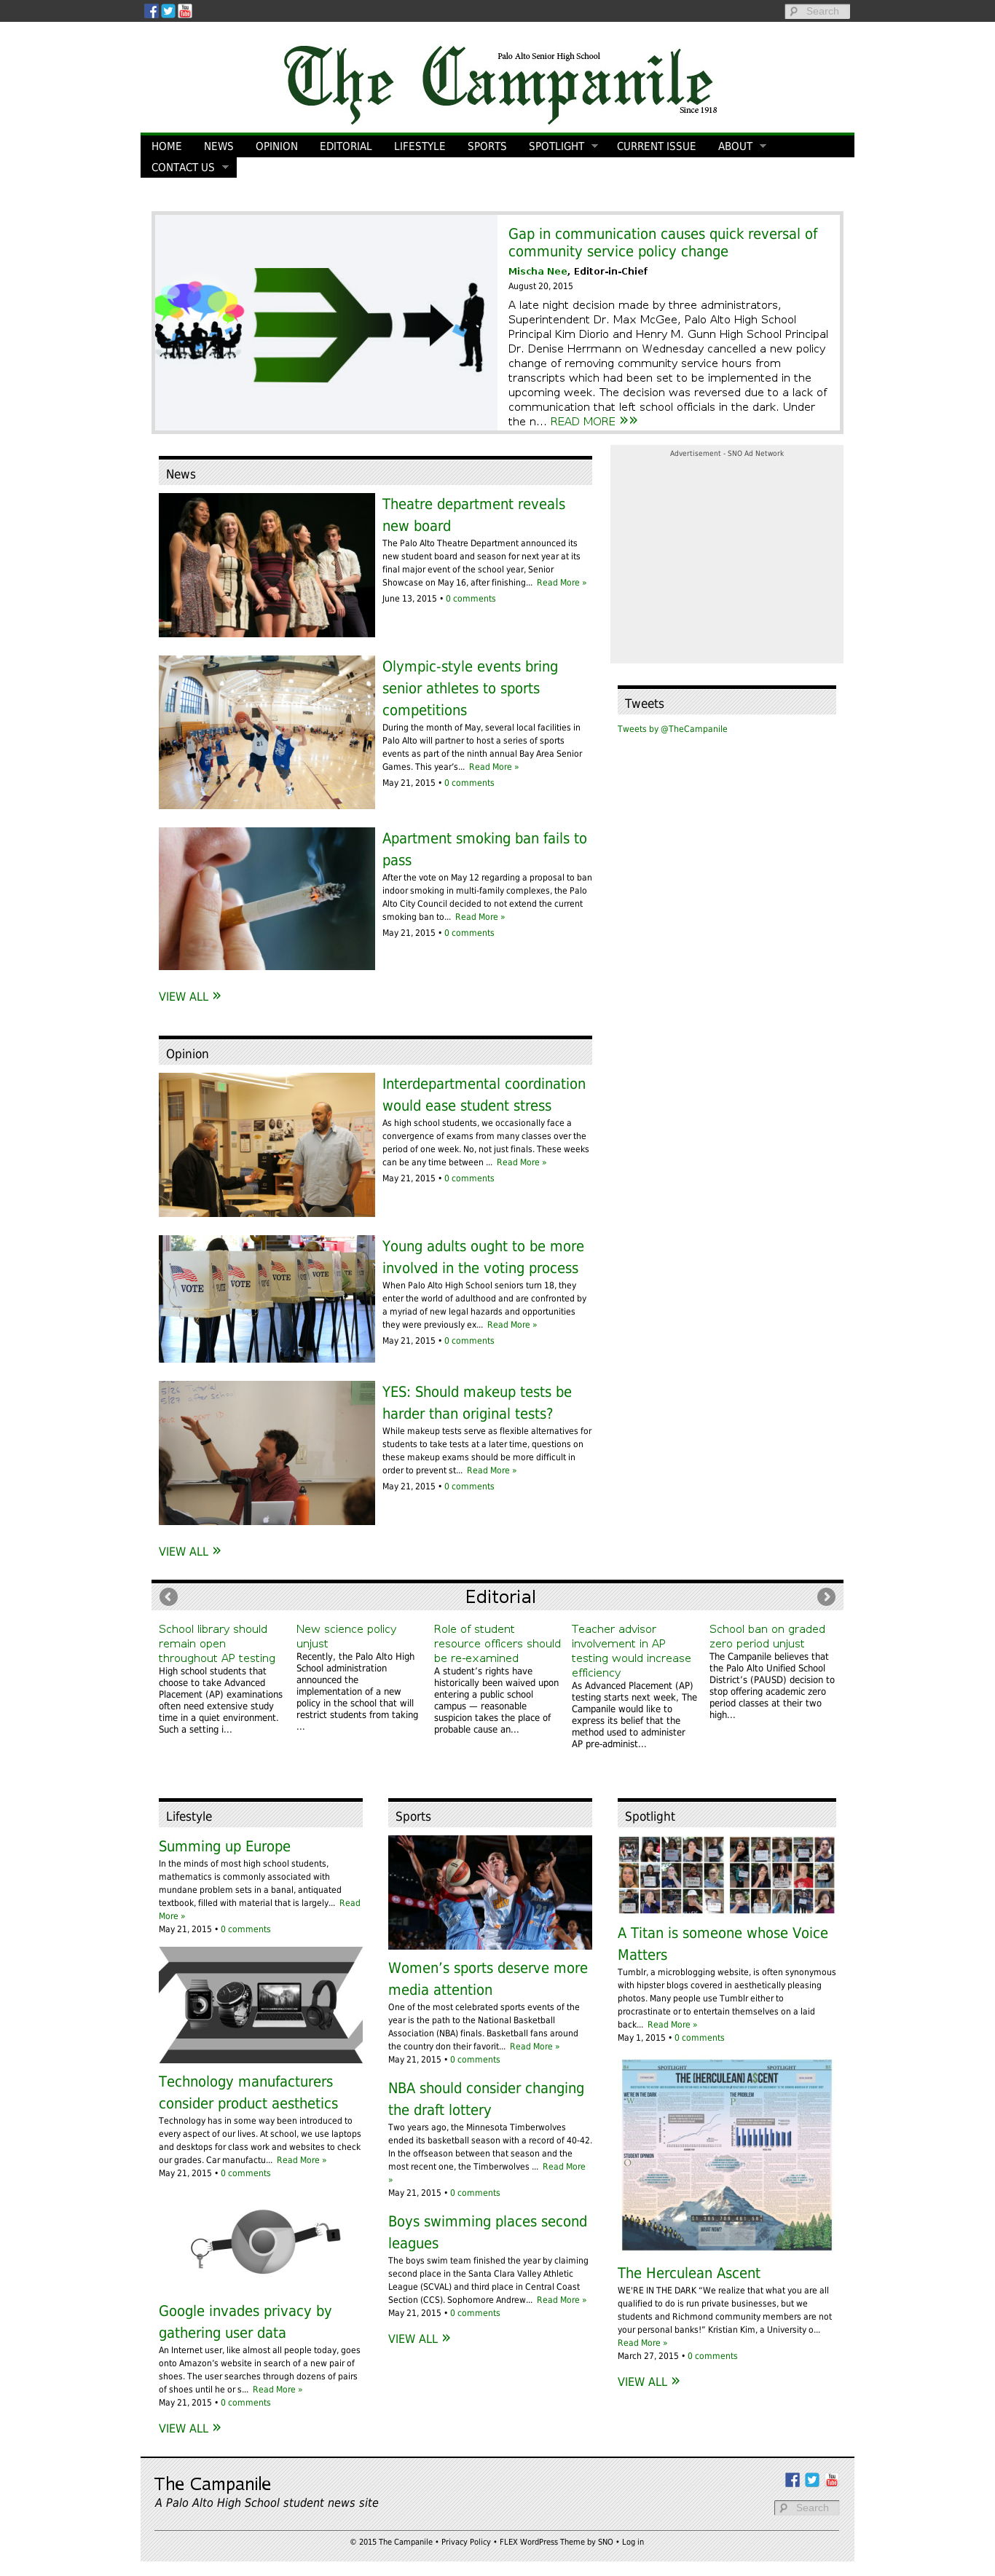 Search
Palo Alto Senior High School
The Campanile
Since 1918
HOME NEWS OPINION EDITORIAL LIFESTYLE SPORTS SPOTLIGHT CURRENT ISSUE ABOUT
CONTACT US
Gap in communication causes quick reversal of
community service policy change
Mischa Nee, Editor-in-Chief
August 20, 2015
A late night decision made by three administrators,
Superintendent Dr. Max McGee, Palo Alto High School
Principal Kim Diorio and Henry M. Gunn High School Principal
Dr. Denise Herrmann on Wednesday cancelled a new policy
change of removing community service hours from
transcripts which had been set to be implemented in the
upcoming week. The decision was reversed due to a lack of
communication that left school officials in the dark. Under
the n... READ MORE »»
Advertisement - SNO Ad Network
News
Theatre department reveals
new board
The Palo Alto Theatre Department announced its
new student board and season for next year at its
final major event of the school year, Senior
Showcase on May 16, after finishing... Read More »
June 13, 2015 • 0 comments
Olympic-style events bring
senior athletes to sports
competitions
During the month of May, several local facilities in
Palo Alto will partner to host a series of sports
events as part of the ninth annual Bay Area Senior
Games. This year's... Read More »
May 21, 2015 • 0 comments
Apartment smoking ban fails to
pass
After the vote on May 12 regarding a proposal to ban
indoor smoking in multi-family complexes, the Palo
Alto City Council decided to not extend the current
smoking ban to... Read More »
May 21, 2015 • 0 comments
VIEW ALL »
Tweets
Tweets by @TheCampanile
Opinion
Interdepartmental coordination
would ease student stress
As high school students, we occasionally face a
convergence of exams from many classes over the
period of one week. No, not just finals. These weeks
can be any time between ... Read More »
May 21, 2015 • 0 comments
VOTE VOTE VOTE VOTE VOTE
Young adults ought to be more
involved in the voting process
When Palo Alto High School seniors turn 18, they
enter the world of adulthood and are confronted by
a myriad of new legal hazards and opportunities
they were previously ex... Read More »
May 21, 2015 • 0 comments
YES: Should makeup tests be
harder than original tests?
While makeup tests serve as flexible alternatives for
students to take tests at a later time, questions on
these makeup exams should be more difficult in
order to prevent st... Read More »
May 21, 2015 • 0 comments
VIEW ALL »
Editorial
School library should
remain open
throughout AP testing
High school students that
choose to take Advanced
Placement (AP) examinations
often need extensive study
time in a quiet environment.
Such a setting i...
New science policy
unjust
Recently, the Palo Alto High
School administration
announced the
implementation of a new
policy in the school that will
restrict students from taking
...
Role of student
resource officers should
be re-examined
A student's rights have
historically been waived upon
entering a public school
campus — reasonable
suspicion takes the place of
probable cause an...
Teacher advisor
involvement in AP
testing would increase
efficiency
As Advanced Placement (AP)
testing starts next week, The
Campanile would like to
express its belief that the
method used to administer
AP pre-administ...
School ban on graded
zero period unjust
The Campanile believes that
the Palo Alto Unified School
District's (PAUSD) decision to
stop offering academic zero
period classes at their two
high...
Lifestyle
Summing up Europe
In the minds of most high school students,
mathematics is commonly associated with
mundane problem sets in a banal, antiquated
textbook, filled with material that is largely... Read
More »
May 21, 2015 • 0 comments
Technology manufacturers
consider product aesthetics
Technology has in some way been introduced to
every aspect of our lives. At school, we use laptops
and desktops for class work and websites to check
our grades. Car manufactu... Read More »
May 21, 2015 • 0 comments
Google invades privacy by
gathering user data
An Internet user, like almost all people today, goes
onto Amazon's website in search of a new pair of
shoes. The user searches through dozens of pairs
of shoes until he or s... Read More »
May 21, 2015 • 0 comments
VIEW ALL »
Sports
Women's sports deserve more
media attention
One of the most celebrated sports events of the
year is the path to the National Basketball
Association (NBA) finals. Basketball fans around
the country don their favorit... Read More »
May 21, 2015 • 0 comments
NBA should consider changing
the draft lottery
Two years ago, the Minnesota Timberwolves
ended its basketball season with a record of 40-42.
In the offseason between that season and the
most recent one, the Timberwolves ... Read More
»
May 21, 2015 • 0 comments
Boys swimming places second
leagues
The boys swim team finished the year by claiming
second place in the Santa Clara Valley Athletic
League (SCVAL) and third place in Central Coast
Section (CCS). Sophomore Andrew... Read More »
May 21, 2015 • 0 comments
VIEW ALL »
Spotlight
A Titan is someone whose Voice
Matters
Tumblr, a microblogging website, is often synonymous
with hipster blogs covered in aesthetically pleasing
photos. Many people use Tumblr either to
procrastinate or to entertain themselves on a laid
back... Read More »
May 1, 2015 • 0 comments
SPOTLIGHT SPOTLIGHT
THE [HERCULEAN] A$CENT
WE'RE IN THE DARK THE PROBLEM
STUDENT OPINION
WHAT NOW?
The Herculean Ascent
WE'RE IN THE DARK "We realize that what you are all
qualified to do is run private businesses, but we
students and Richmond community members are not
your personal banks!" Kristian Kim, a University o...
Read More »
March 27, 2015 • 0 comments
VIEW ALL »
The Campanile
A Palo Alto High School student news site
Search
© 2015 The Campanile • Privacy Policy • FLEX WordPress Theme by SNO • Log in